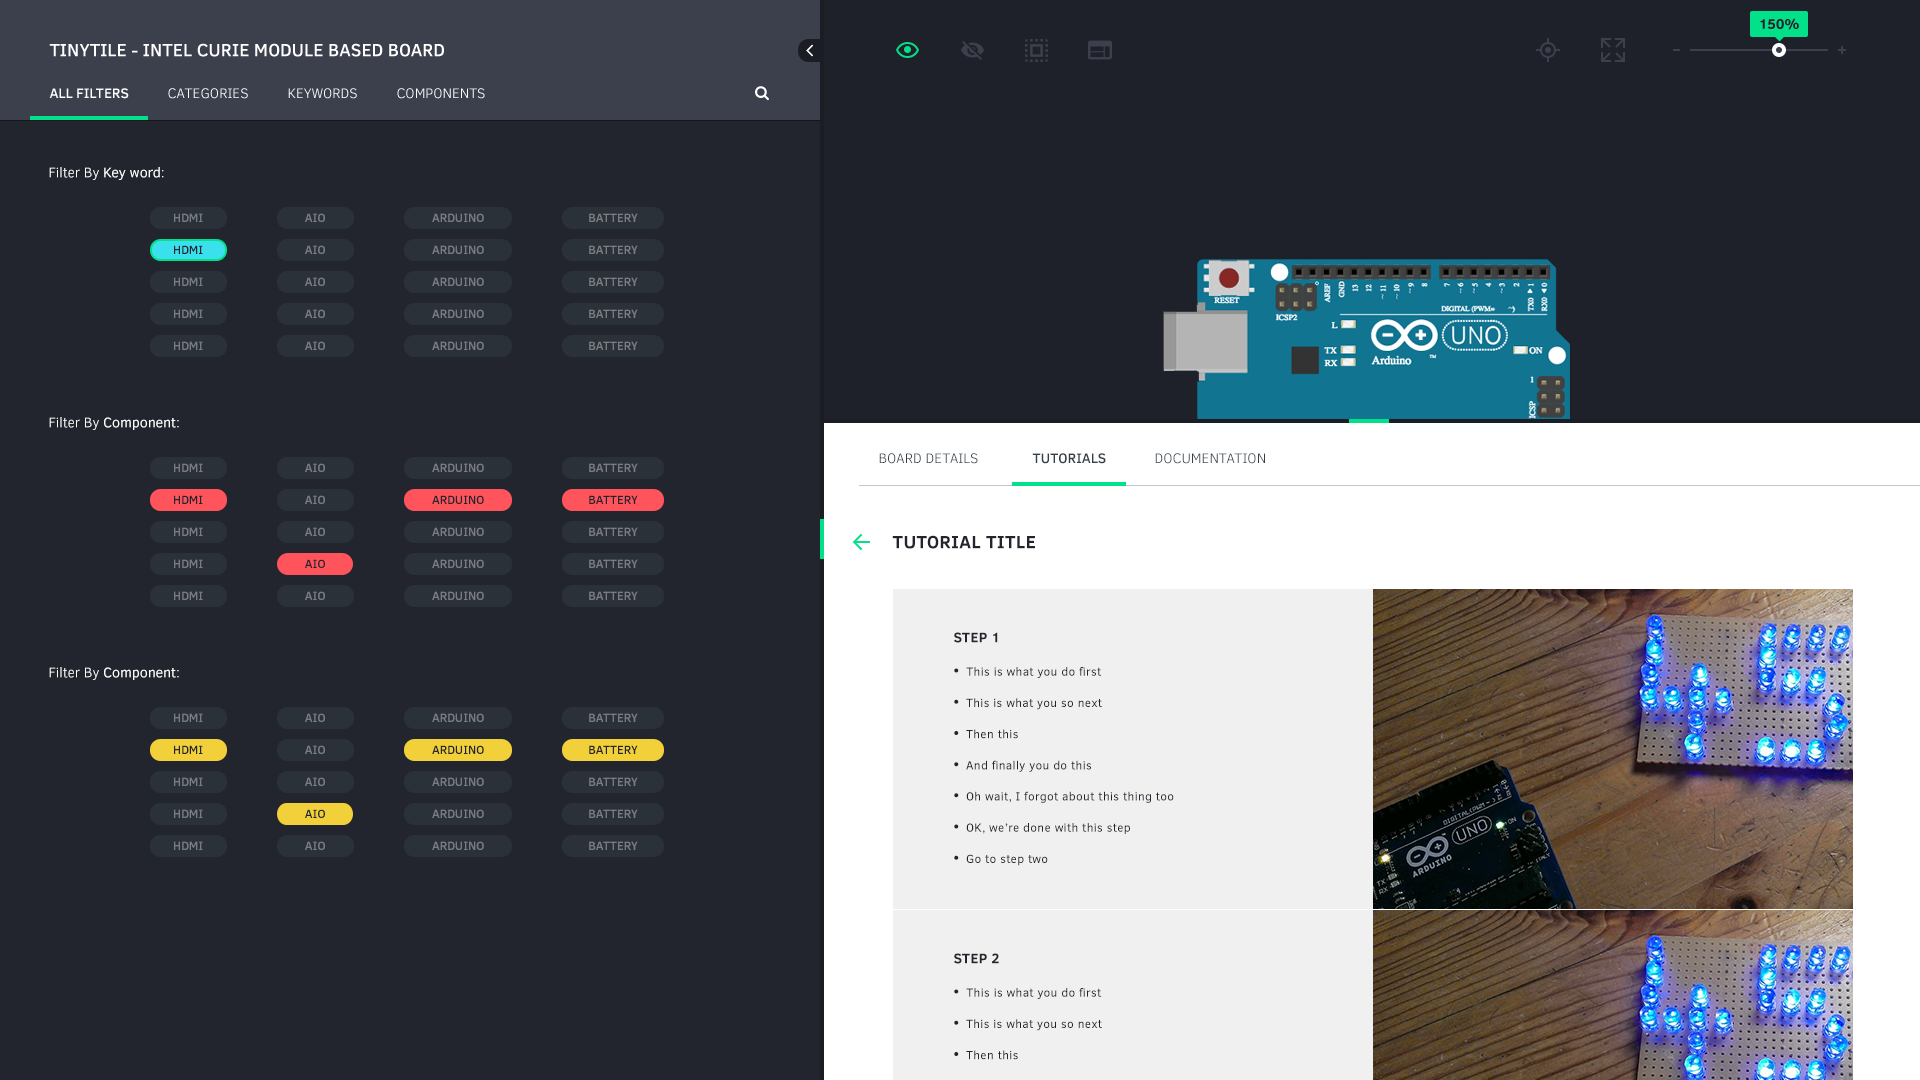 TINYTILE - INTEL CURIE MODULE BASED BOARD
ALL FILTERS CATEGORIES KEYWORDS COMPONENTS
Filter By Key word:
HDMI AIO ARDUINO BATTERY
HDMI AIO ARDUINO BATTERY
HDMI AIO ARDUINO BATTERY
HDMI AIO ARDUINO BATTERY
HDMI AIO ARDUINO BATTERY
Filter By Component:
HDMI AIO ARDUINO BATTERY
HDMI AIO ARDUINO BATTERY
HDMI AIO ARDUINO BATTERY
HDMI AIO ARDUINO BATTERY
HDMI AIO ARDUINO BATTERY
Filter By Component:
HDMI AIO ARDUINO BATTERY
HDMI AIO ARDUINO BATTERY
HDMI AIO ARDUINO BATTERY
HDMI AIO ARDUINO BATTERY
HDMI AIO ARDUINO BATTERY
150%
- +
RESET
ICSP2
AREF
GND
13
12
~11
~10
~9
8
7
~6
~5
4
~3
2
TX0 ▸ 1
RX0 ◂ 0
DIGITAL (PWM=
L
TX
RX
UNO
Arduino
™
ON
1
ICSP
BOARD DETAILS TUTORIALS DOCUMENTATION
TUTORIAL TITLE
STEP 1
• This is what you do first
• This is what you so next
• Then this
• And finally you do this
• Oh wait, I forgot about this thing too
• OK, we're done with this step
• Go to step two
DIGITAL (PWM~)
UNO
ON
ARDUINO
TX
RX
STEP 2
• This is what you do first
• This is what you so next
• Then this